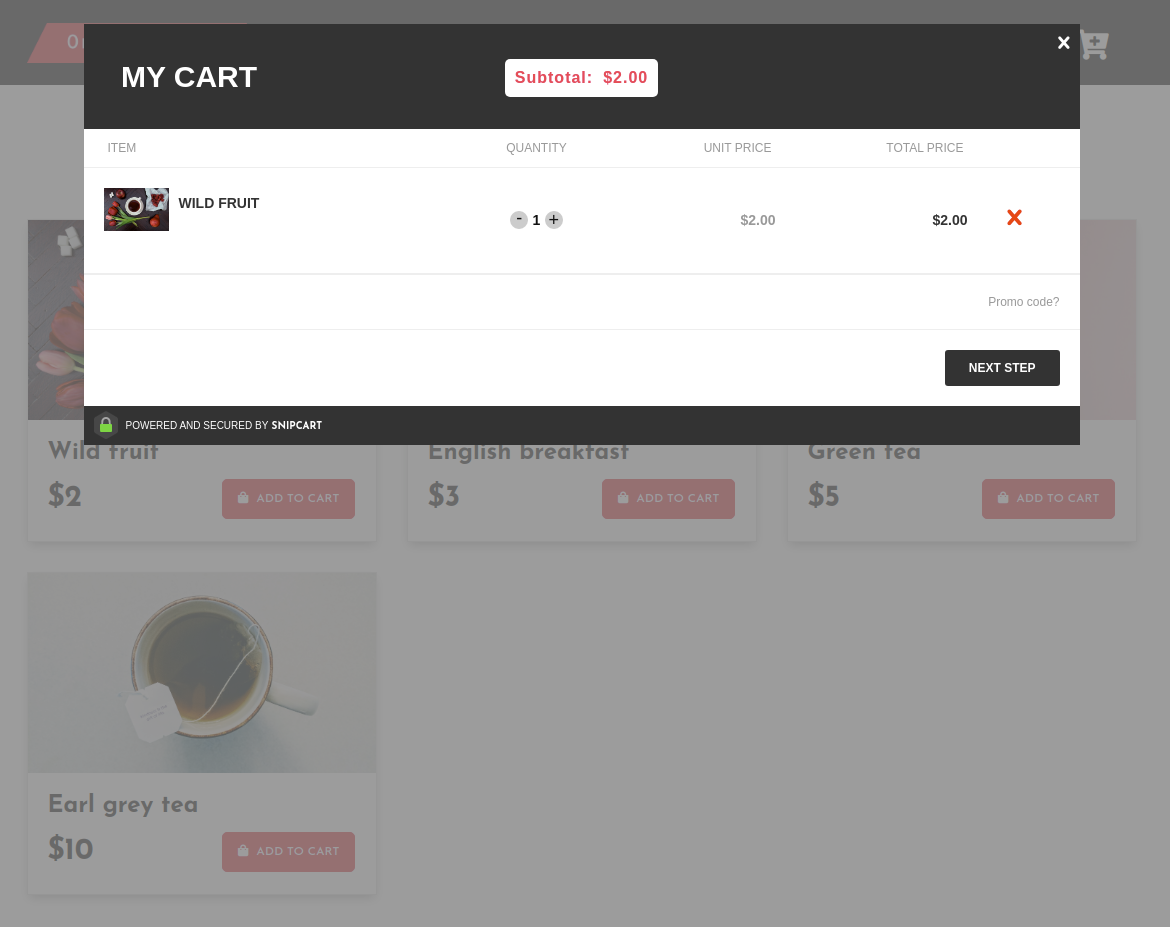 MY CART
Subtotal: $2.00
ITEM QUANTITY UNIT PRICE TOTAL PRICE
WILD FRUIT
- 1 + $2.00 $2.00
Promo code?
NEXT STEP
POWERED AND SECURED BY SNIPCART
Wild fruit English breakfast Green tea
$2 ADD TO CART $3 ADD TO CART $5 ADD TO CART
Earl grey tea
$10 ADD TO CART